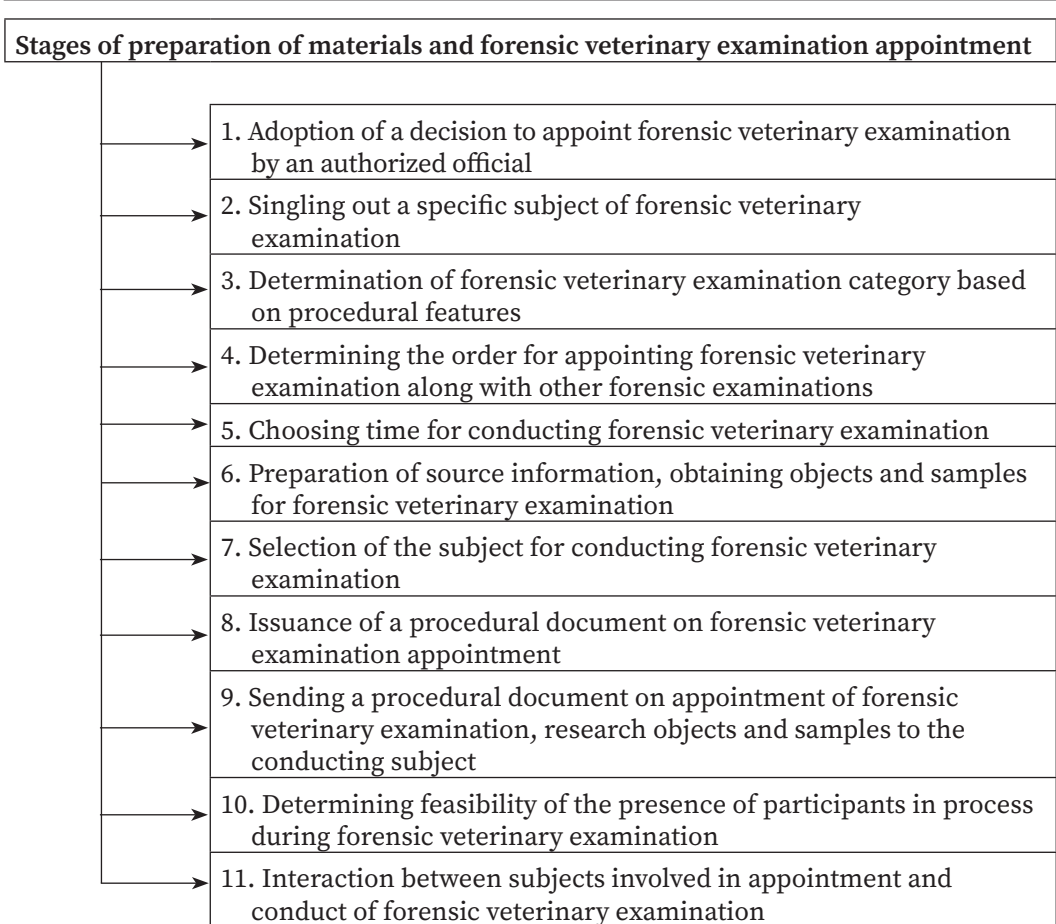 Stages of preparation of materials and forensic veterinary examination appointment
1. Adoption of a decision to appoint forensic veterinary examination
by an authorized official
2. Singling out a specific subject of forensic veterinary
examination
3. Determination of forensic veterinary examination category based
on procedural features
4. Determining the order for appointing forensic veterinary
examination along with other forensic examinations
5. Choosing time for conducting forensic veterinary examination
6. Preparation of source information, obtaining objects and samples
for forensic veterinary examination
7. Selection of the subject for conducting forensic veterinary
examination
8. Issuance of a procedural document on forensic veterinary
examination appointment
9. Sending a procedural document on appointment of forensic
veterinary examination, research objects and samples to the
conducting subject
10. Determining feasibility of the presence of participants in process
during forensic veterinary examination
11. Interaction between subjects involved in appointment and
conduct of forensic veterinary examination